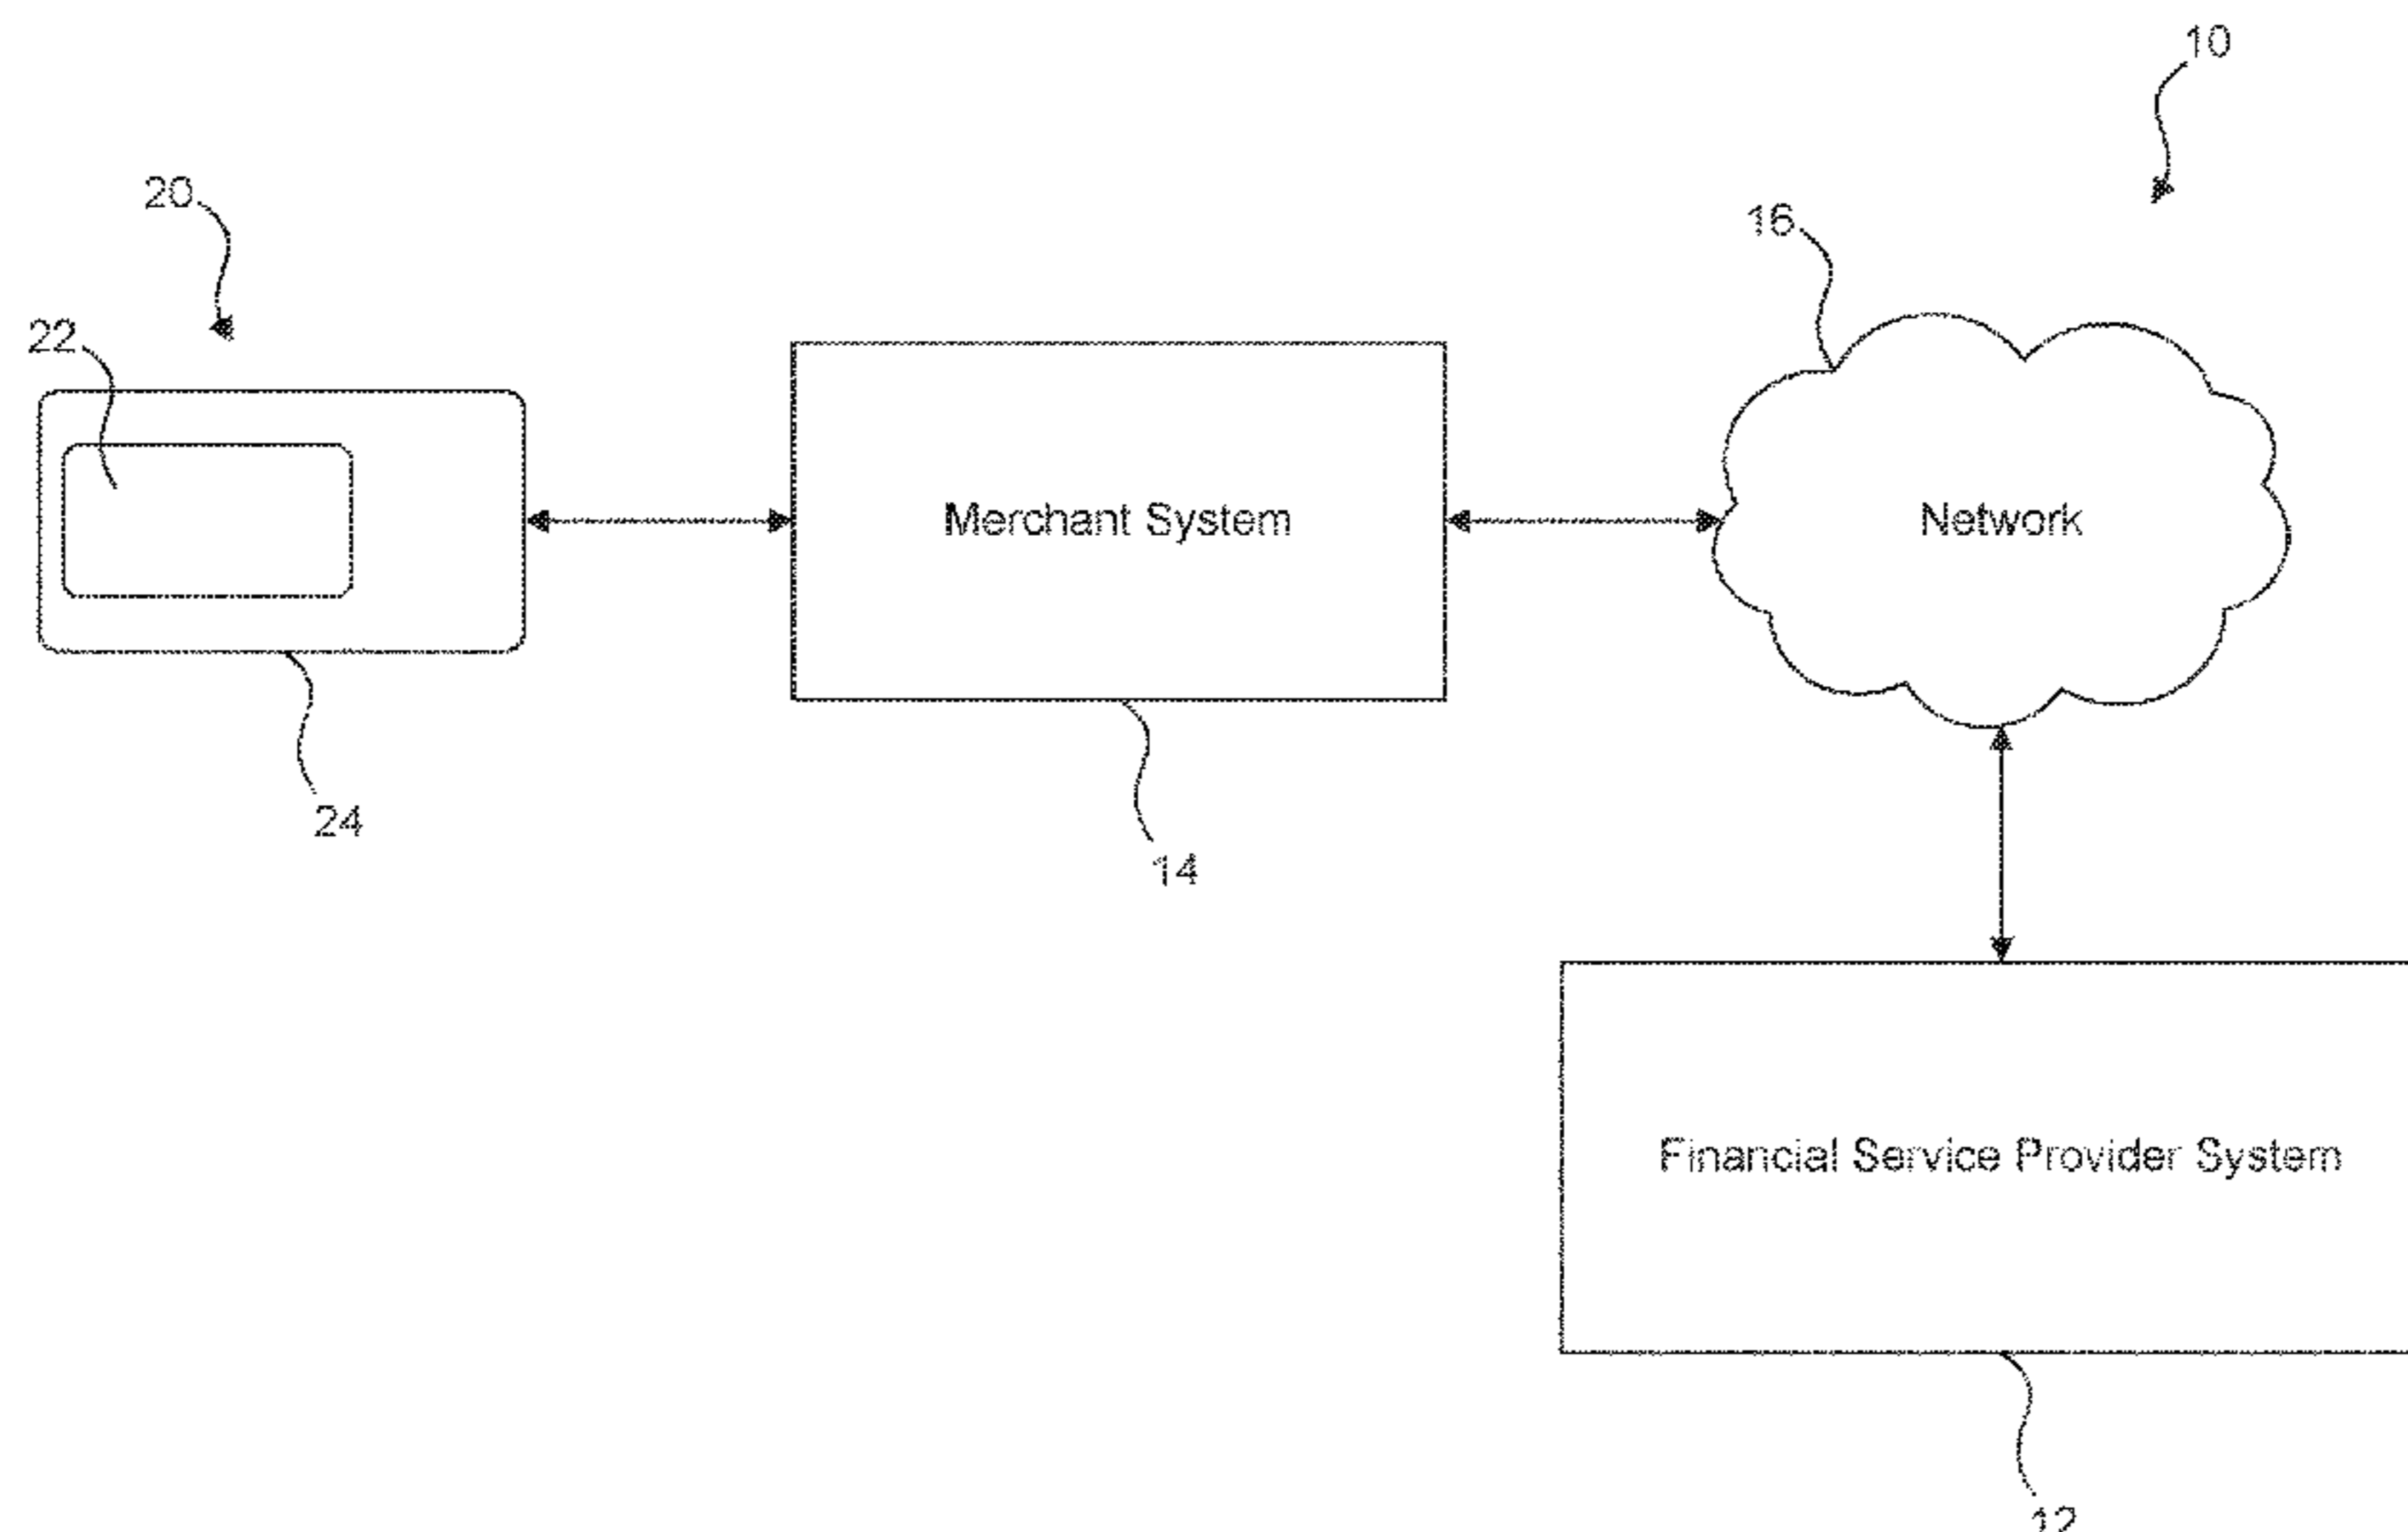 10
20
16
22
Merchant System
Network
24
14
Financial Service Provider System
12